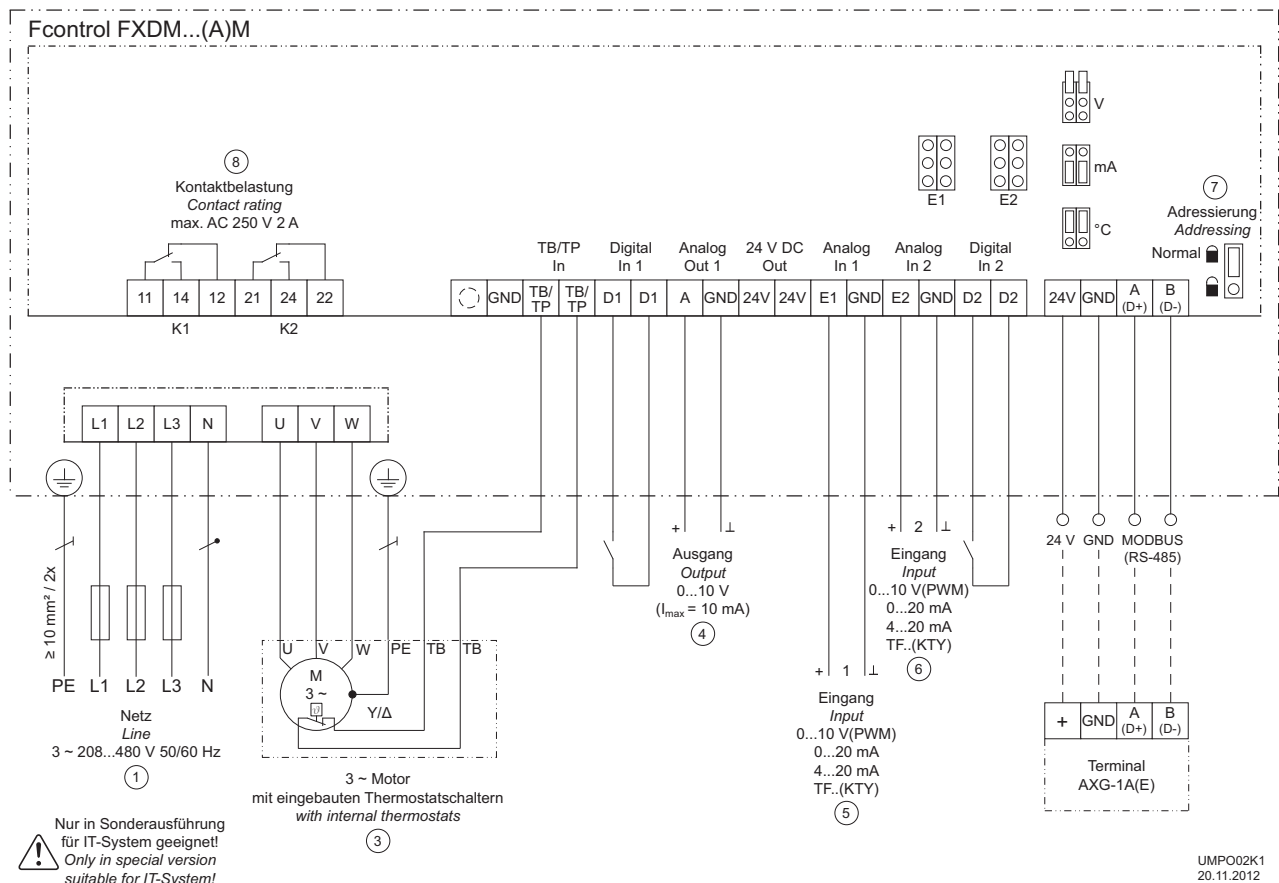 Fcontrol FXDM...(A)M
V
mA
°C
E1
E2
8
Kontaktbelastung
Contact rating
max. AC 250 V 2 A
7
Adressierung
Addressing
Normal
TB/TP
In
Digital
In 1
Analog
Out 1
24 V DC
Out
Analog
In 1
Analog
In 2
Digital
In 2
11 14 12 21 24 22
K1 K2
GND TB/TP TB/TP D1 D1 A GND 24V 24V E1 GND E2 GND D2 D2
24V GND A (D+) B (D-)
L1 L2 L3 N
U V W
≥ 10 mm² / 2x
PE L1 L2 L3 N
Netz
Line
3 ~ 208...480 V 50/60 Hz
1
U V W PE TB TB
M
3 ~
ϑ
Y/Δ
3 ~ Motor
mit eingebauten Thermostatschaltern
with internal thermostats
3
+ ⊥
Ausgang
Output
0...10 V
(Imax = 10 mA)
4
+ 1 ⊥
Eingang
Input
0...10 V(PWM)
0...20 mA
4...20 mA
TF..(KTY)
5
+ 2 ⊥
Eingang
Input
0...10 V(PWM)
0...20 mA
4...20 mA
TF..(KTY)
6
24 V GND MODBUS
(RS-485)
+ GND A (D+) B (D-)
Terminal
AXG-1A(E)
Nur in Sonderausführung
für IT-System geeignet!
Only in special version
suitable for IT-System!
UMPO02K1
20.11.2012